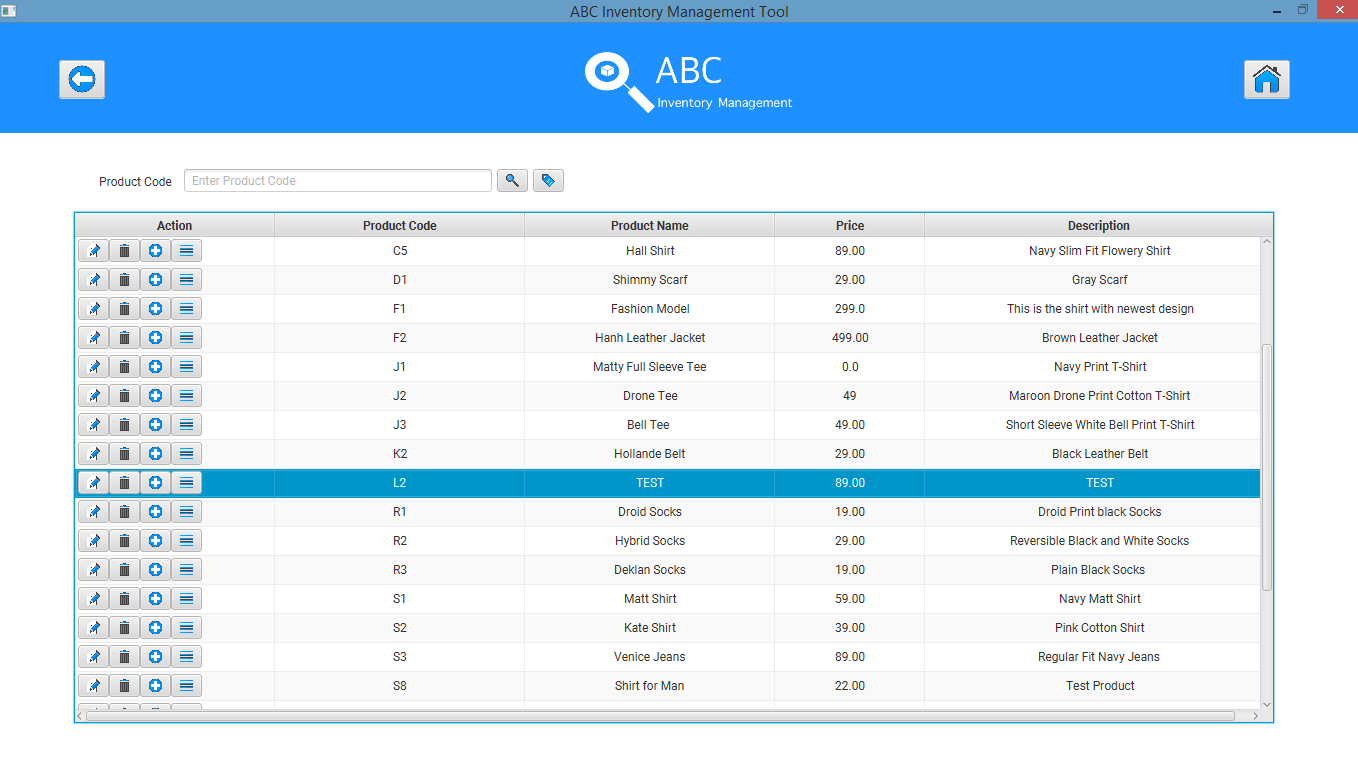 ABC Inventory Management Tool
ABC
Inventory Management
Product Code Enter Product Code
Action Product Code Product Name Price Description
C5 Hall Shirt 89.00 Navy Slim Fit Flowery Shirt
D1 Shimmy Scarf 29.00 Gray Scarf
F1 Fashion Model 299.0 This is the shirt with newest design
F2 Hanh Leather Jacket 499.00 Brown Leather Jacket
J1 Matty Full Sleeve Tee 0.0 Navy Print T-Shirt
J2 Drone Tee 49 Maroon Drone Print Cotton T-Shirt
J3 Bell Tee 49.00 Short Sleeve White Bell Print T-Shirt
K2 Hollande Belt 29.00 Black Leather Belt
L2 TEST 89.00 TEST
R1 Droid Socks 19.00 Droid Print black Socks
R2 Hybrid Socks 29.00 Reversible Black and White Socks
R3 Deklan Socks 19.00 Plain Black Socks
S1 Matt Shirt 59.00 Navy Matt Shirt
S2 Kate Shirt 39.00 Pink Cotton Shirt
S3 Venice Jeans 89.00 Regular Fit Navy Jeans
S8 Shirt for Man 22.00 Test Product